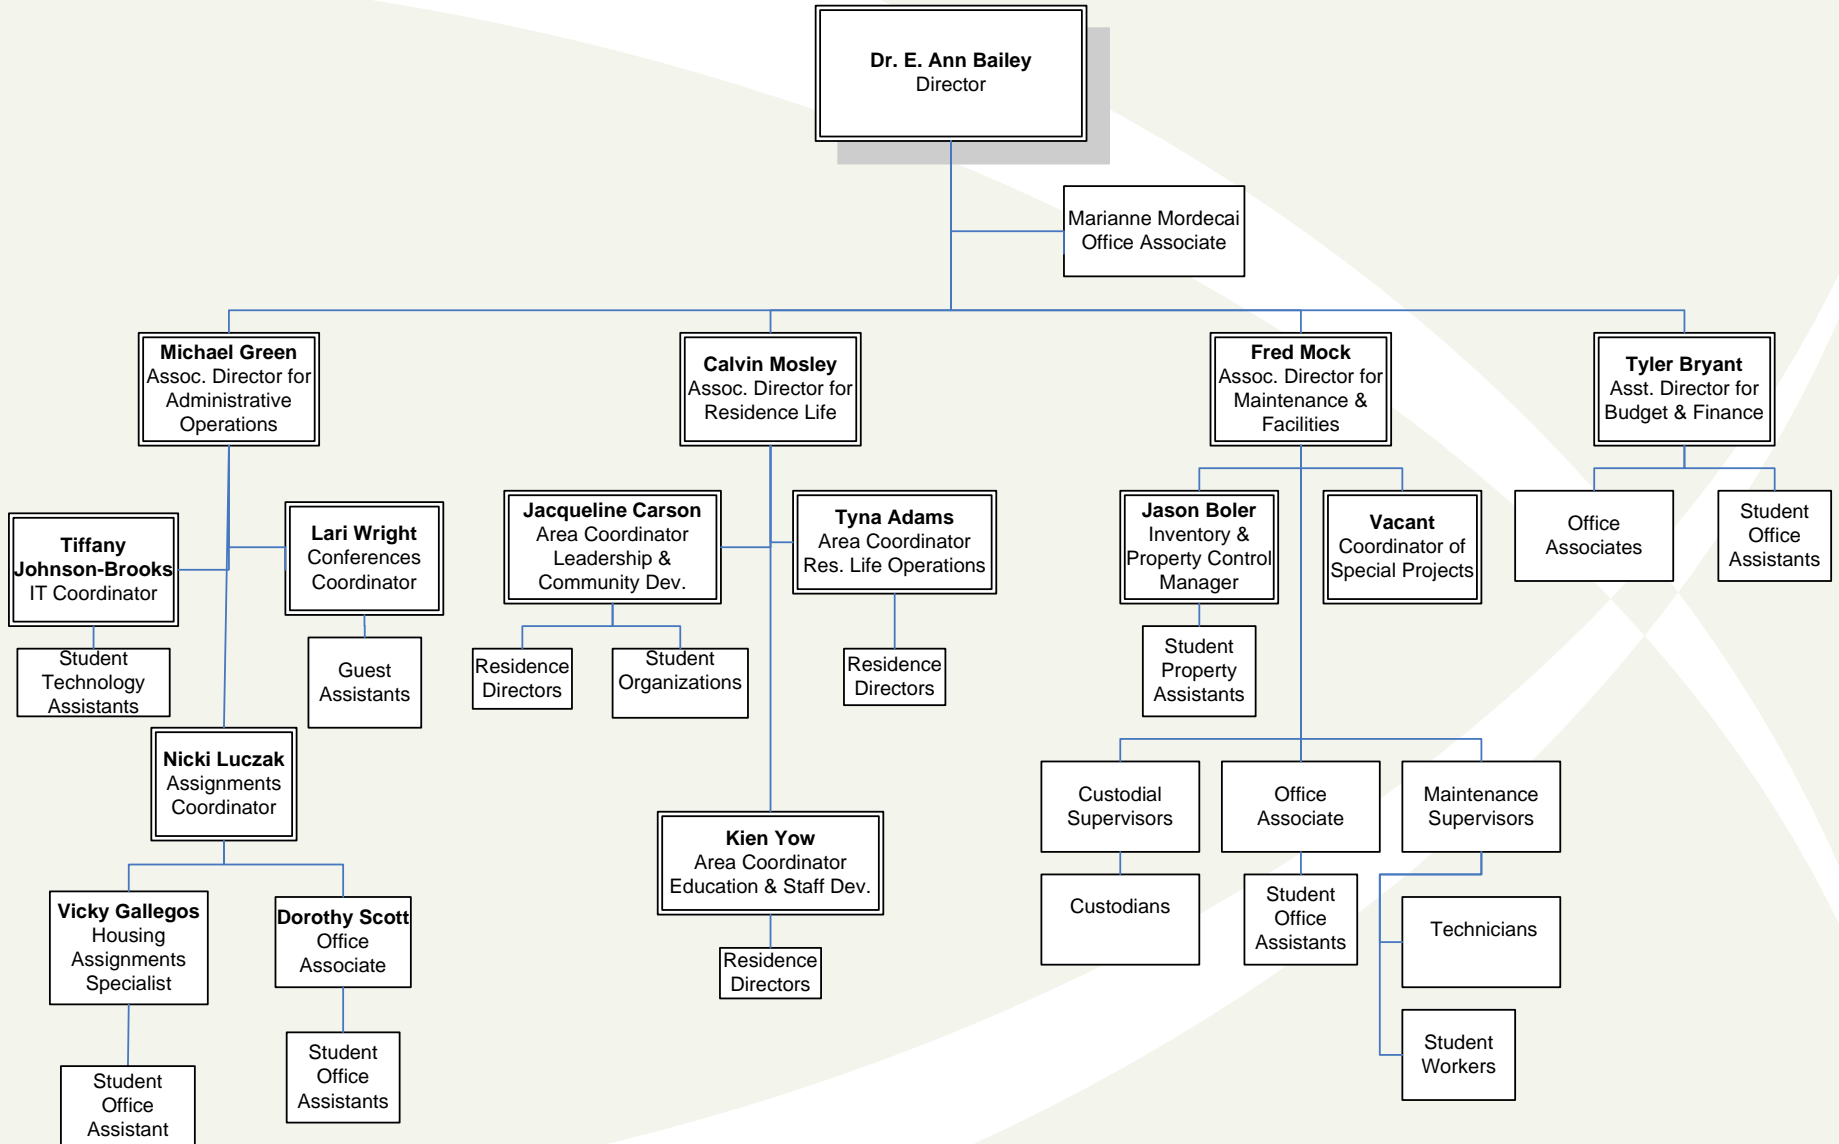 Dr. E. Ann Bailey
Director
Marianne Mordecai
Office Associate
Michael Green
Assoc. Director for
Administrative
Operations
Calvin Mosley
Assoc. Director for
Residence Life
Fred Mock
Assoc. Director for
Maintenance &
Facilities
Tyler Bryant
Asst. Director for
Budget & Finance
Tiffany
Johnson-Brooks
IT Coordinator
Lari Wright
Conferences
Coordinator
Jacqueline Carson
Area Coordinator
Leadership &
Community Dev.
Tyna Adams
Area Coordinator
Res. Life Operations
Jason Boler
Inventory &
Property Control
Manager
Vacant
Coordinator of
Special Projects
Office
Associates
Student
Office
Assistants
Student
Technology
Assistants
Guest
Assistants
Residence
Directors
Student
Organizations
Residence
Directors
Student
Property
Assistants
Nicki Luczak
Assignments
Coordinator
Kien Yow
Area Coordinator
Education & Staff Dev.
Custodial
Supervisors
Office
Associate
Maintenance
Supervisors
Vicky Gallegos
Housing
Assignments
Specialist
Dorothy Scott
Office
Associate
Residence
Directors
Custodians
Student
Office
Assistants
Technicians
Student
Workers
Student
Office
Assistant
Student
Office
Assistants